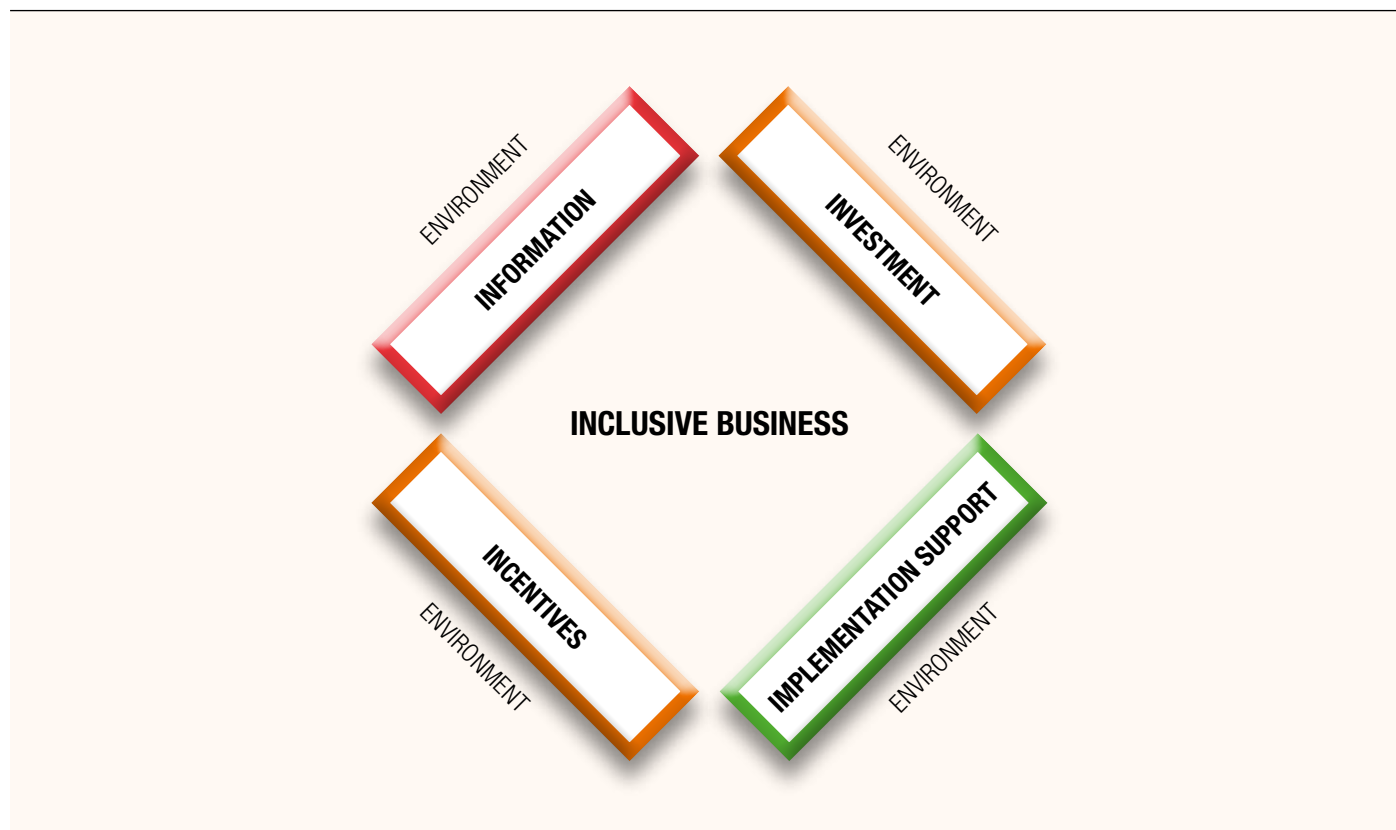 ENVIRONMENT
INFORMATION
ENVIRONMENT
INVESTMENT
INCLUSIVE BUSINESS
INCENTIVES
ENVIRONMENT
IMPLEMENTATION SUPPORT
ENVIRONMENT